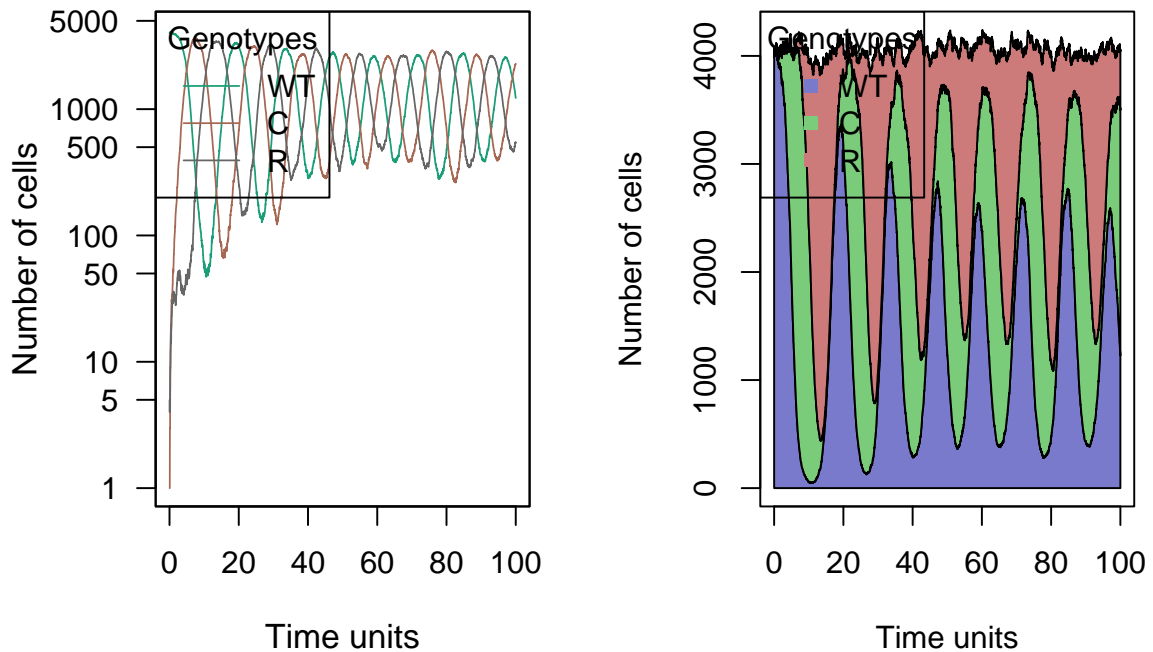 Genotypes
WT
C
R
Number of cells
5000
1000
500
100
50
10
5
1
0 20 40 60 80 100
Time units
Genotypes
WT
C
R
Number of cells
4000
3000
2000
1000
0
0 20 40 60 80 100
Time units